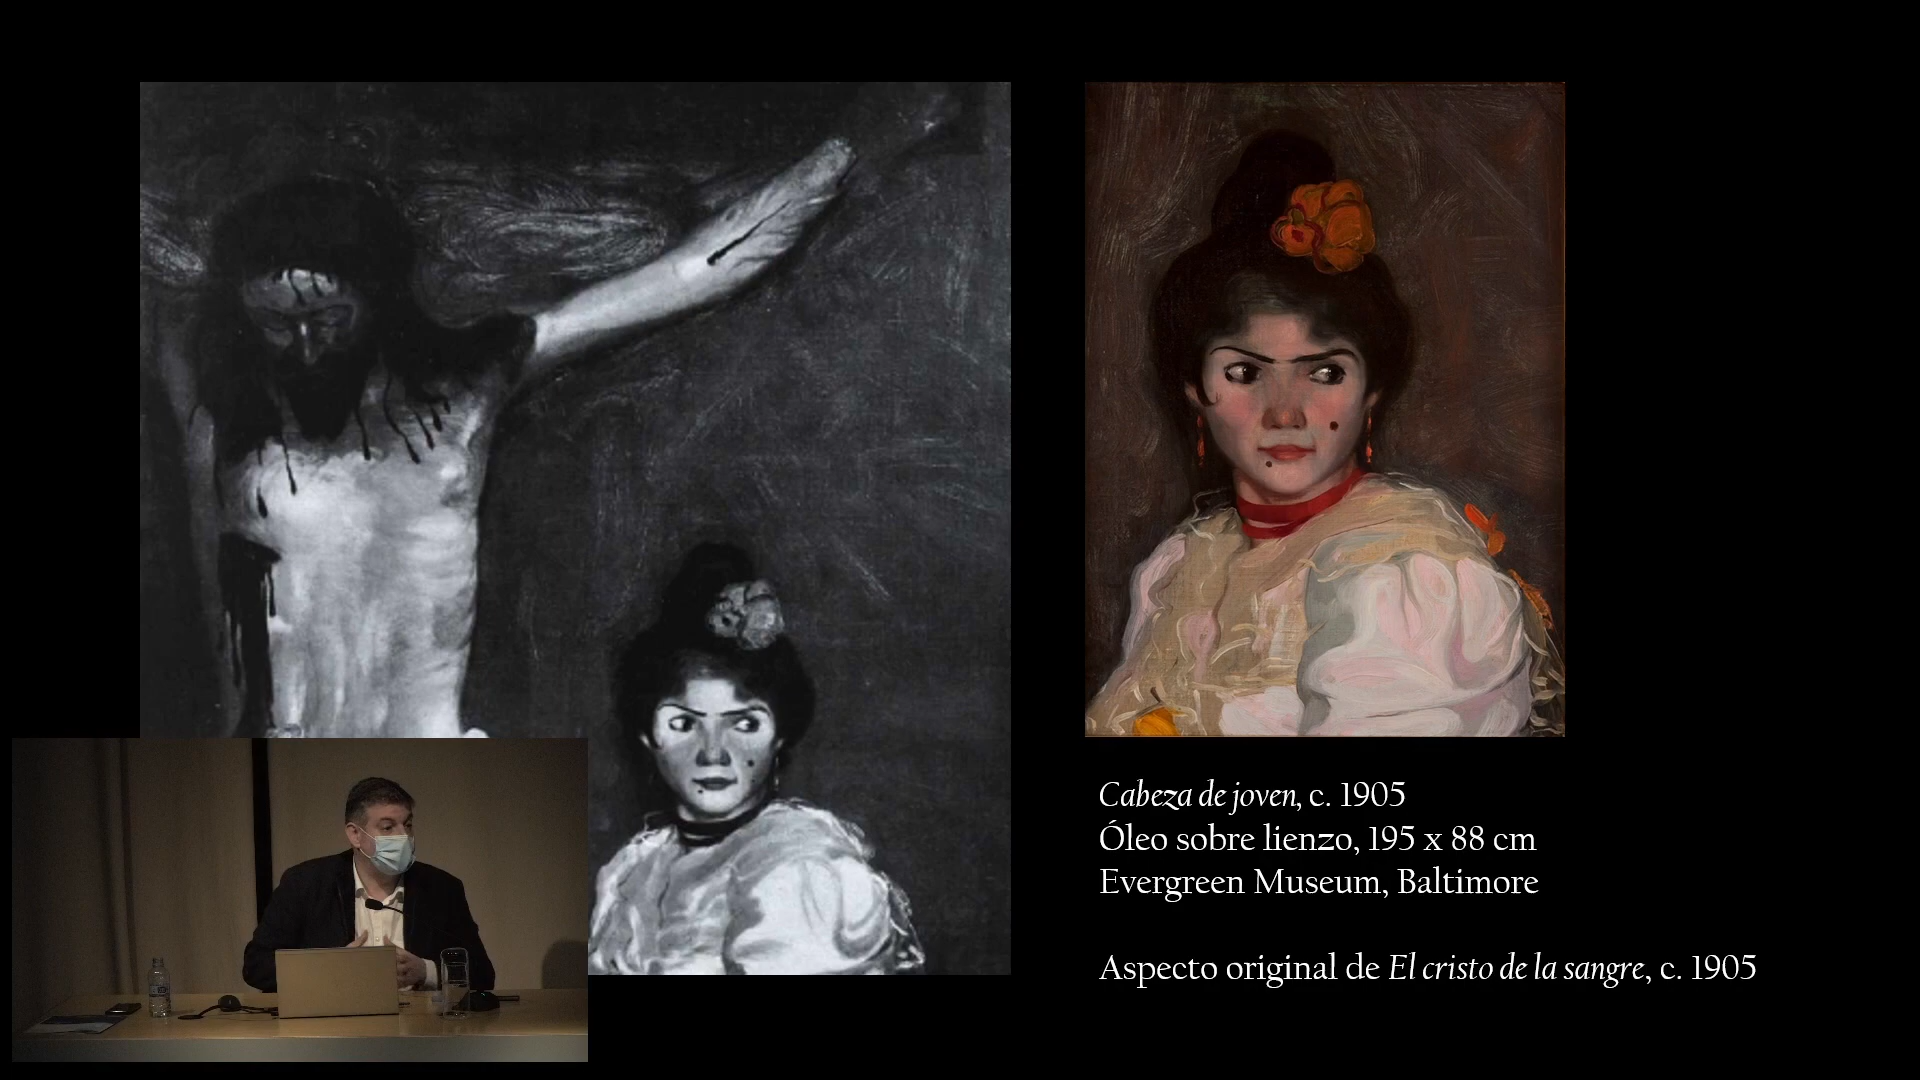 Cabeza de joven, c. 1905
Óleo sobre lienzo, 195 x 88 cm
Evergreen Museum, Baltimore
Aspecto original de El cristo de la sangre, c. 1905